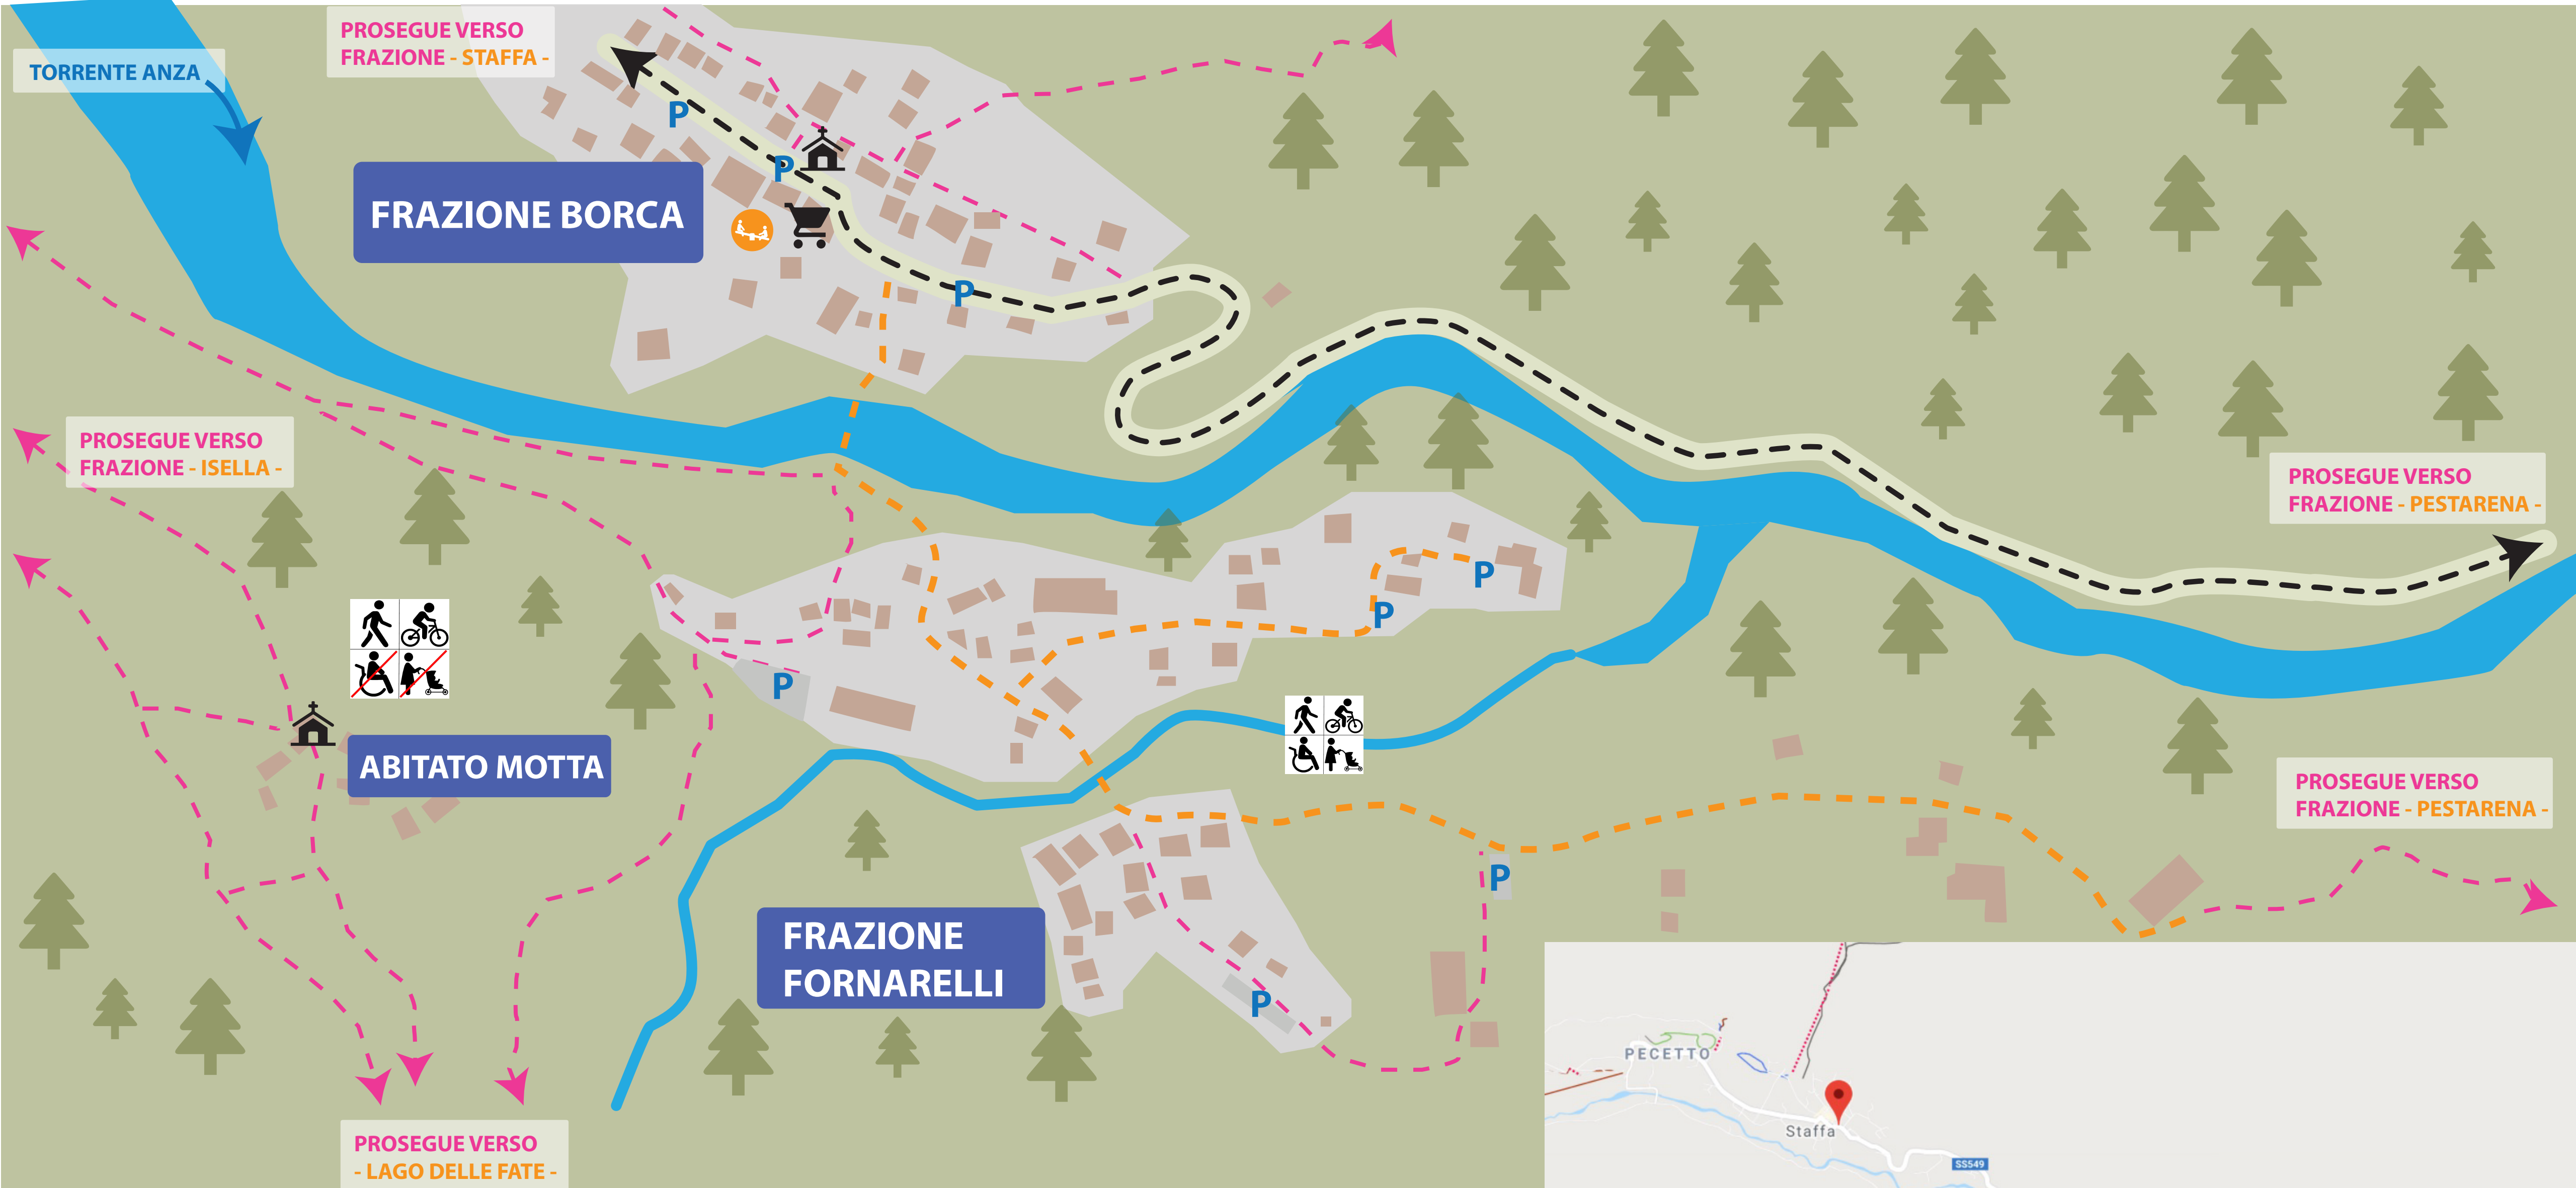 PROSEGUE VERSO
FRAZIONE - STAFFA -
TORRENTE ANZA
P
P
FRAZIONE BORCA
P
PROSEGUE VERSO
FRAZIONE - ISELLA -
PROSEGUE VERSO
FRAZIONE - PESTARENA -
P
P
P
ABITATO MOTTA
PROSEGUE VERSO
FRAZIONE - PESTARENA -
P
FRAZIONE
FORNARELLI
P
PECETTO
Staffa
SS549
PROSEGUE VERSO
- LAGO DELLE FATE -